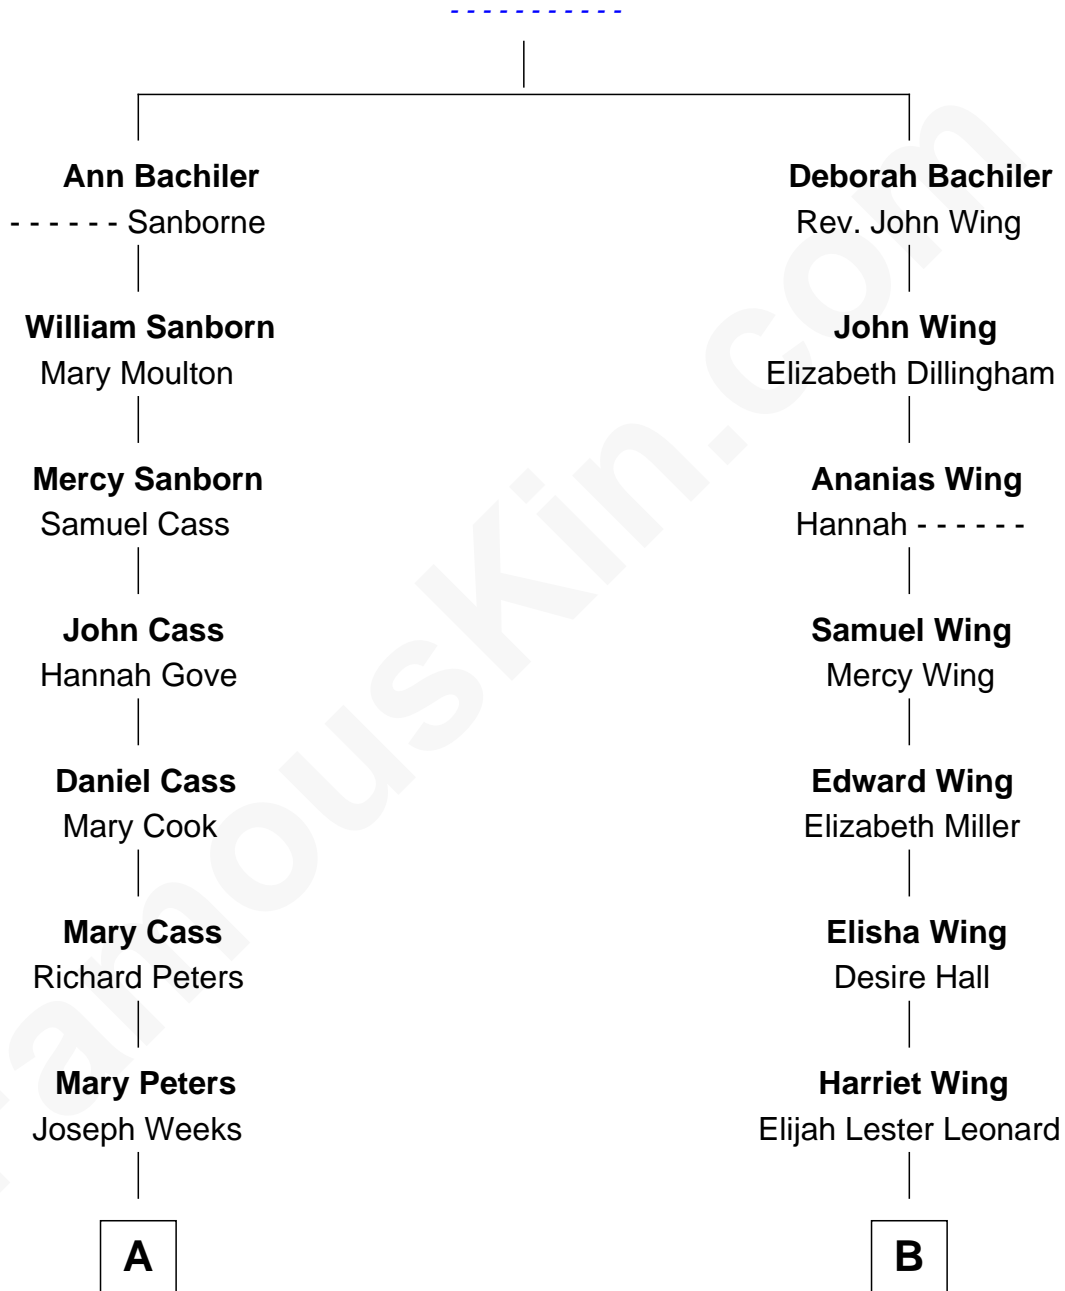 - - - - - - - - - - -
Ann Bachiler
- - - - - - Sanborne
William Sanborn
Mary Moulton
Mercy Sanborn
Samuel Cass
John Cass
Hannah Gove
Daniel Cass
Mary Cook
Mary Cass
Richard Peters
Mary Peters
Joseph Weeks
A
Deborah Bachiler
Rev. John Wing
John Wing
Elizabeth Dillingham
Ananias Wing
Hannah - - - - - -
Samuel Wing
Mercy Wing
Edward Wing
Elizabeth Miller
Elisha Wing
Desire Hall
Harriet Wing
Elijah Lester Leonard
B
FamousKin.com